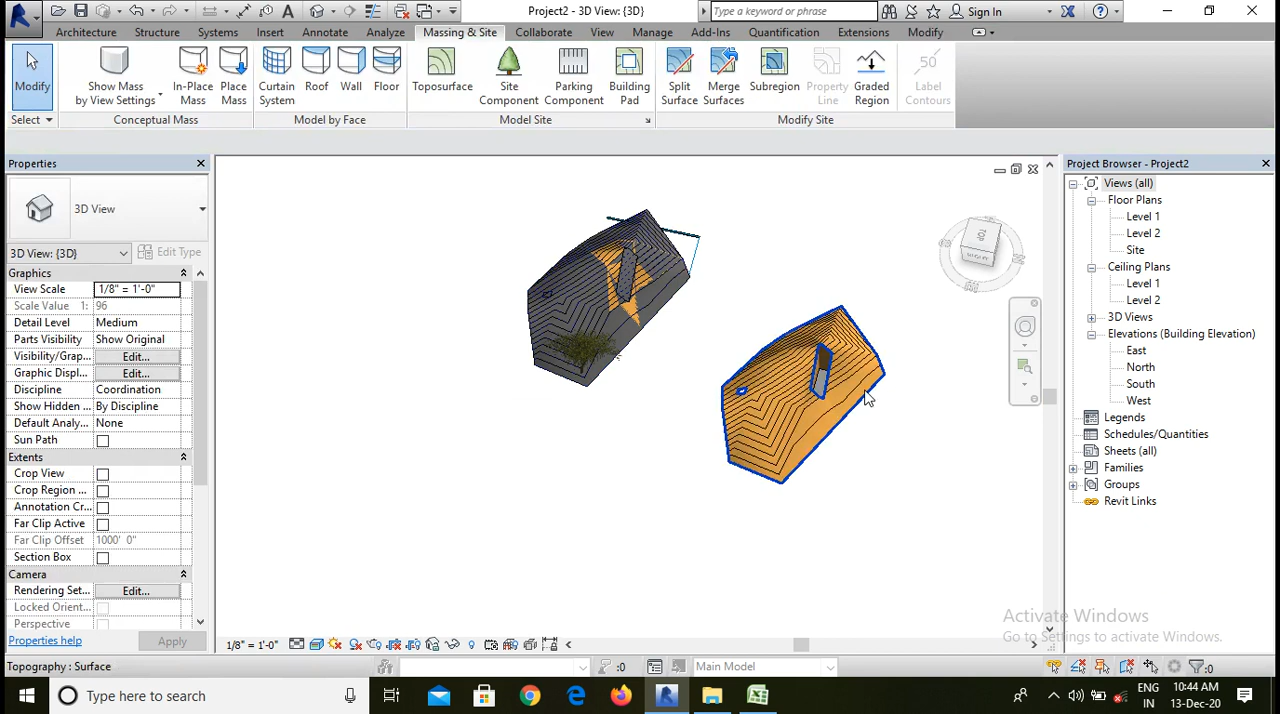 Project2 - 3D View: {3D}
Type a keyword or phrase
Sign In
Architecture Structure Systems Insert Annotate Analyze Massing & Site Collaborate View Manage Add-Ins Quantification Extensions Modify
Modify
Show Mass
by View Settings
In-Place
Mass
Place
Mass
Curtain
System
Roof
Wall
Floor
Toposurface
Site
Component
Parking
Component
Building
Pad
Split
Surface
Merge
Surfaces
Subregion
Property
Line
Graded
Region
50
Label
Contours
Select
Conceptual Mass
Model by Face
Model Site
Modify Site
Properties
3D View
3D View: {3D}
Edit Type
Graphics
View Scale 1/8" = 1'-0"
Scale Value 1: 96
Detail Level Medium
Parts Visibility Show Original
Visibility/Grap... Edit...
Graphic Displ... Edit...
Discipline Coordination
Show Hidden ... By Discipline
Default Analy... None
Sun Path
Extents
Crop View
Crop Region ...
Annotation Cr...
Far Clip Active
Far Clip Offset 1000' 0"
Section Box
Camera
Rendering Set... Edit...
Locked Orient...
Perspective
Properties help
Apply
TOP
Project Browser - Project2
Views (all)
Floor Plans
Level 1
Level 2
Site
Ceiling Plans
Level 1
Level 2
3D Views
Elevations (Building Elevation)
East
North
South
West
Legends
Schedules/Quantities
Sheets (all)
Families
Groups
Revit Links
Activate Windows
Go to Settings to activate Windows.
1/8" = 1'-0"
Topography : Surface
:0
Main Model
:0
Type here to search
ENG
IN
10:44 AM
13-Dec-20